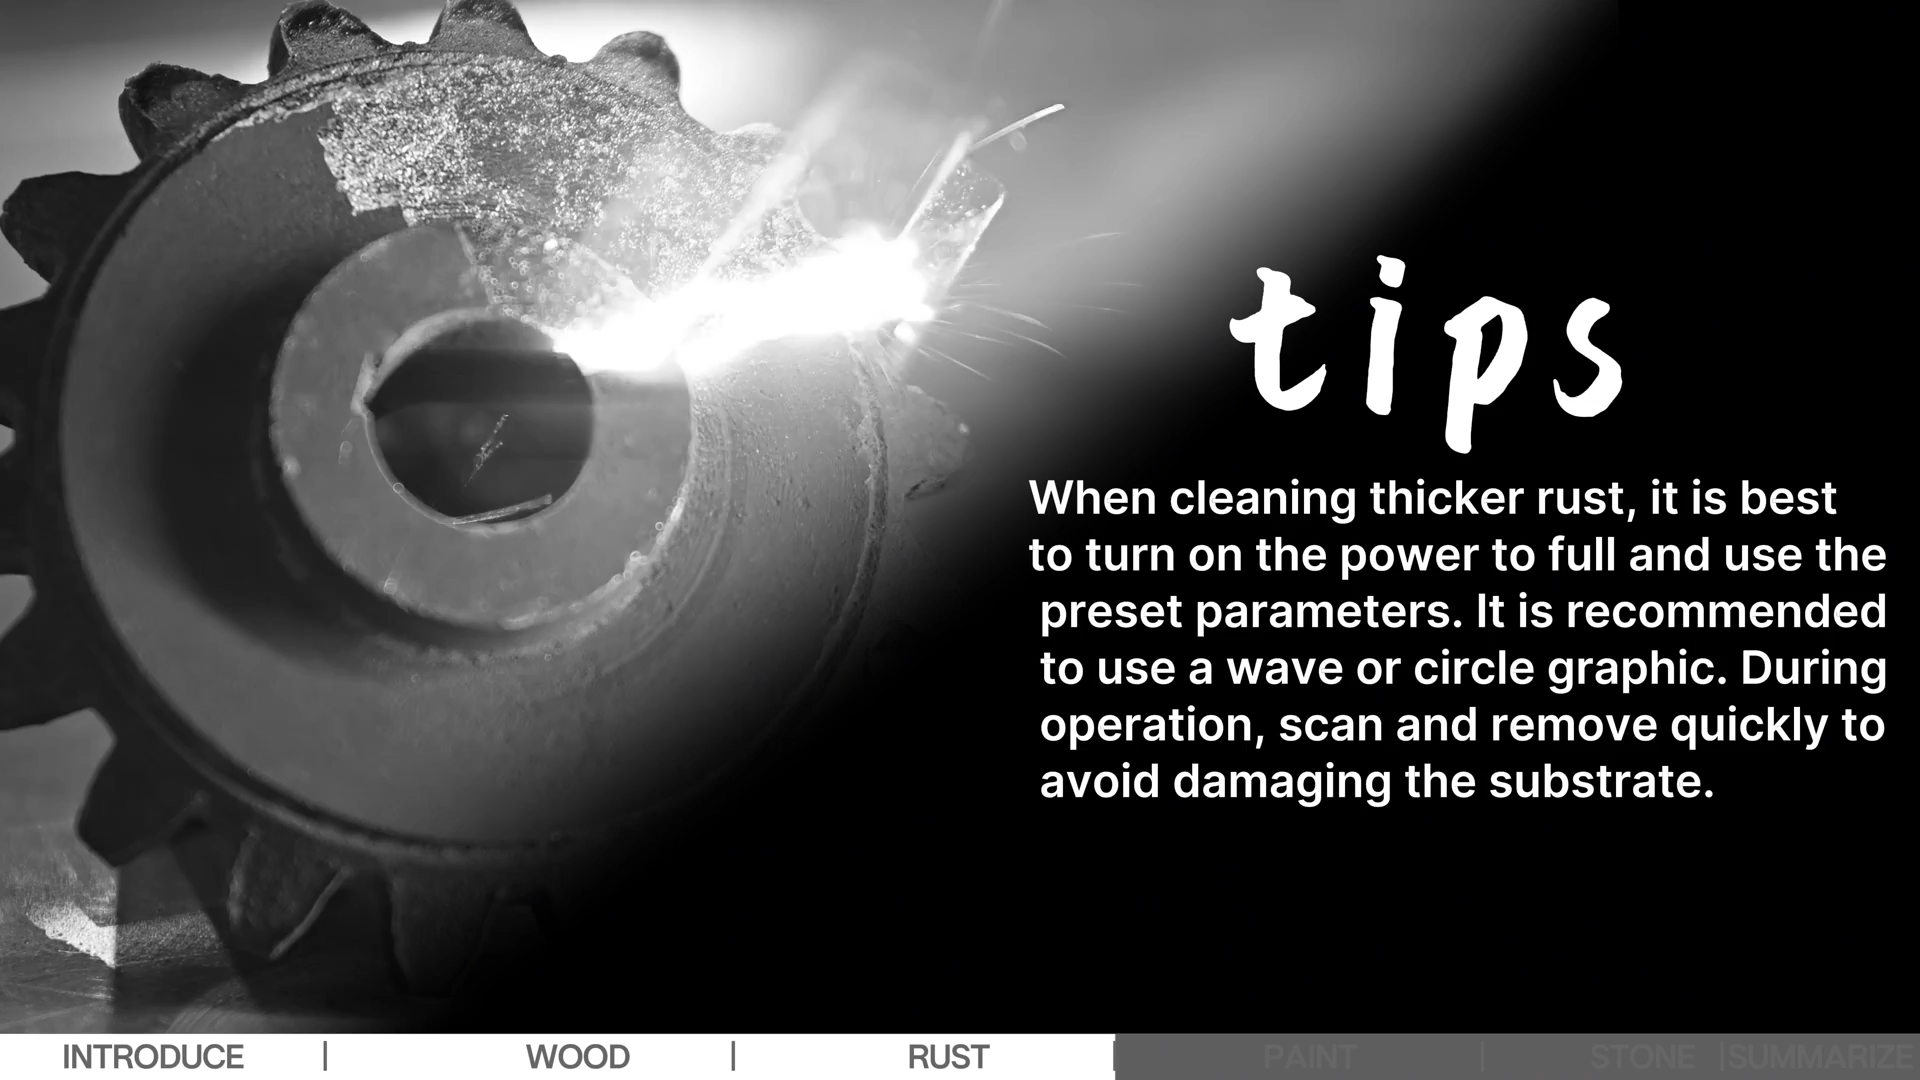 tips
When cleaning thicker rust, it is best
to turn on the power to full and use the
preset parameters. It is recommended
to use a wave or circle graphic. During
operation, scan and remove quickly to
avoid damaging the substrate.
INTRODUCE | WOOD | RUST | PAINT | STONE | SUMMARIZE